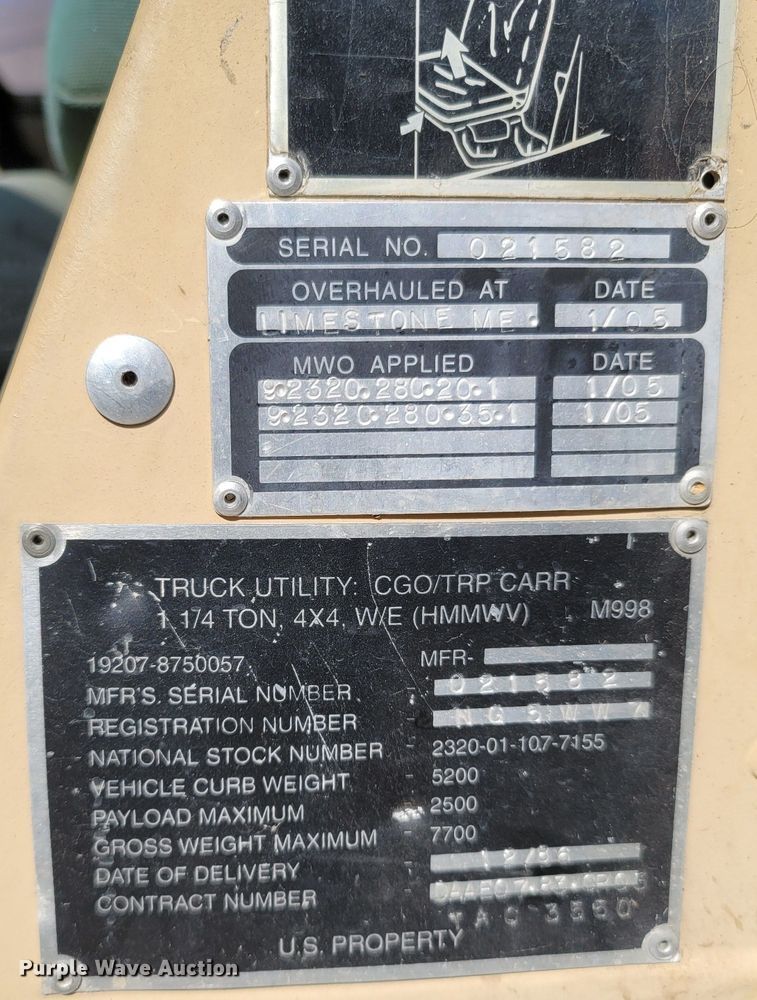 SERIAL NO. 021582
OVERHAULED AT DATE
LIMESTONE ME. 1/05
MWO APPLIED DATE
9·2320·280·20·1 1/05
9·2320·280·35·1 1/05
TRUCK UTILITY: CGO/TRP CARR
1 1/4 TON, 4X4, W/E (HMMWV) M998
19207-8750057 MFR-
MFR'S SERIAL NUMBER - 021582
REGISTRATION NUMBER -
NATIONAL STOCK NUMBER - 2320-01-107-7155
VEHICLE CURB WEIGHT - 5200
PAYLOAD MAXIMUM - 2500
GROSS WEIGHT MAXIMUM - 7700
DATE OF DELIVERY - 12/86
CONTRACT NUMBER -
U.S. PROPERTY
Purple Wave Auction